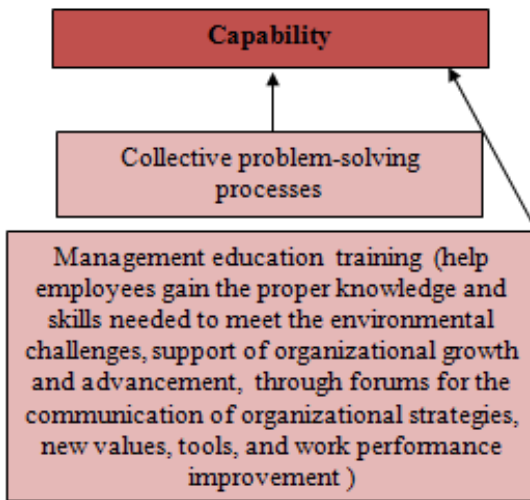 Capability
Collective problem-solving
processes
Management education training (help
employees gain the proper knowledge and
skills needed to meet the environmental
challenges, support of organizational growth
and advancement, through forums for the
communication of organizational strategies,
new values, tools, and work performance
improvement )